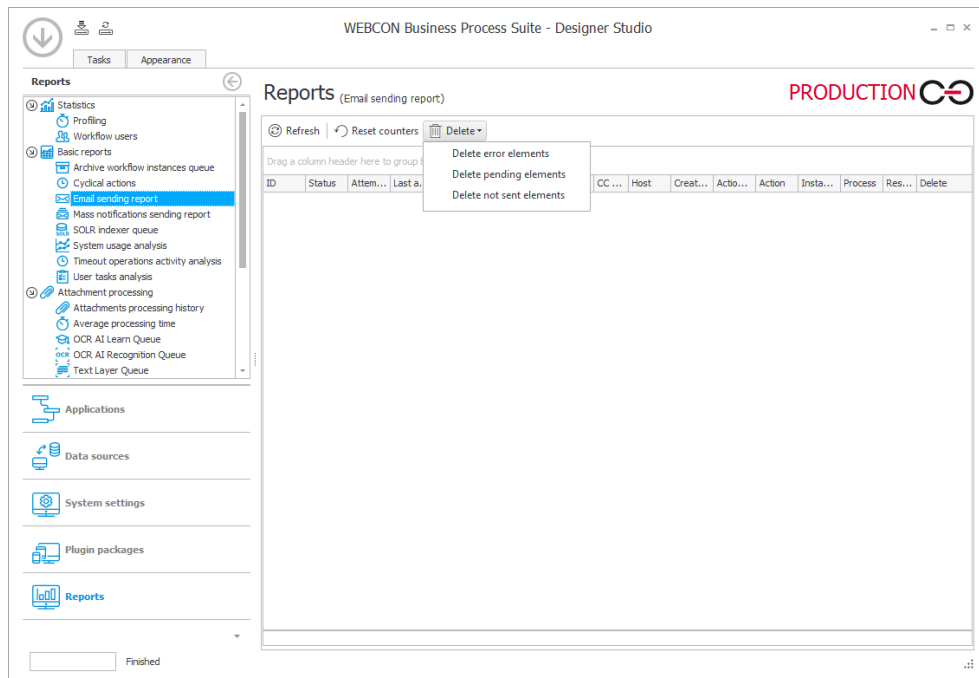 WEBCON Business Process Suite - Designer Studio
Tasks
Appearance
Reports
Statistics
Profiling
Workflow users
Basic reports
Archive workflow instances queue
Cyclical actions
Email sending report
Mass notifications sending report
SOLR indexer queue
System usage analysis
Timeout operations activity analysis
User tasks analysis
Attachment processing
Attachments processing history
Average processing time
OCR AI Learn Queue
OCR AI Recognition Queue
Text Layer Queue
Applications
Data sources
System settings
Plugin packages
Reports
Finished
Reports (Email sending report)
PRODUCTION
Refresh Reset counters Delete
Delete error elements
Delete pending elements
Delete not sent elements
Drag a column header here to group
ID Status Attem... Last a. CC ... Host Creat... Actio... Action Insta... Process Res... Delete